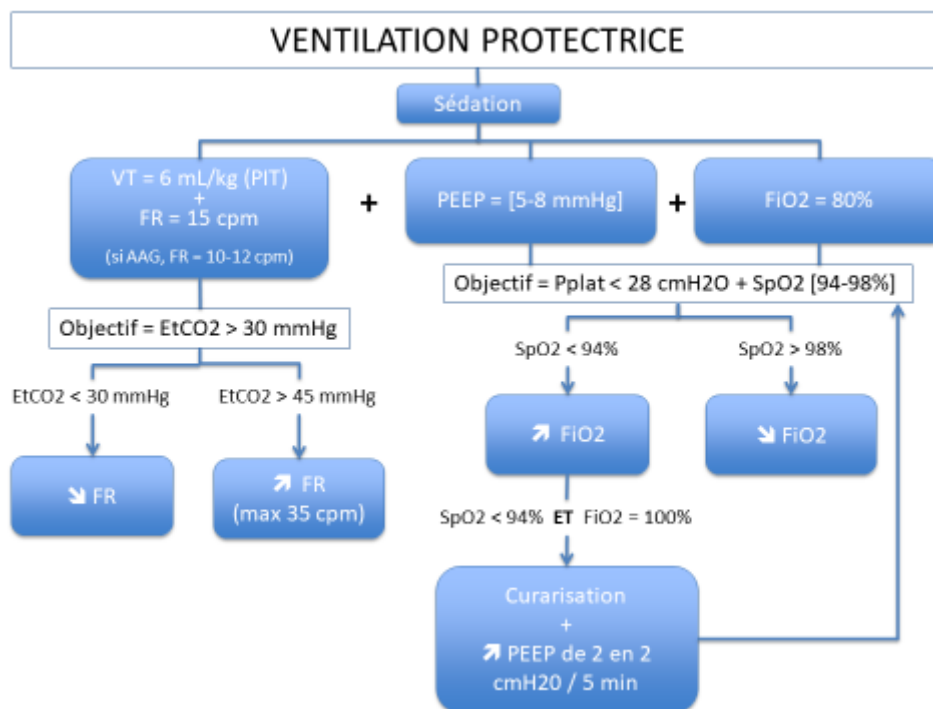 VENTILATION PROTECTRICE
Sédation
VT = 6 mL/kg (PIT)
+
FR = 15 cpm
(si AAG, FR = 10-12 cpm)
+
PEEP = [5-8 mmHg]
+
FiO2 = 80%
Objectif = Pplat < 28 cmH2O + SpO2 [94-98%]
Objectif = EtCO2 > 30 mmHg
SpO2 < 94%
SpO2 > 98%
EtCO2 < 30 mmHg
EtCO2 > 45 mmHg
↗ FiO2
↘ FiO2
↘ FR
↗ FR
(max 35 cpm)
SpO2 < 94% ET FiO2 = 100%
Curarisation
+
↗ PEEP de 2 en 2
cmH20 / 5 min